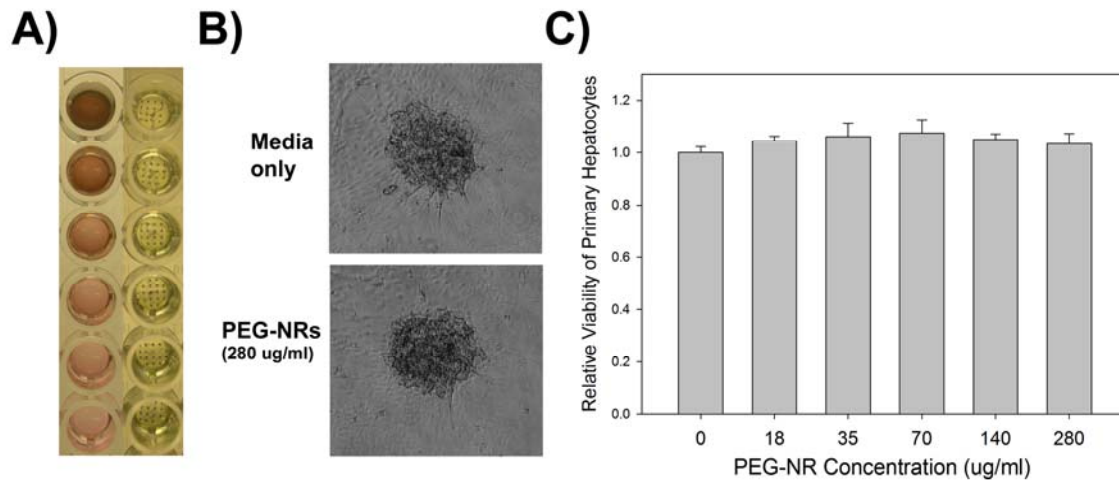 A)
B)
C)
Media
only
PEG-NRs
(280 ug/ml)
Relative Viability of Primary Hepatocytes
1.2
1.0
0.8
0.6
0.4
0.2
0.0
0 18 35 70 140 280
PEG-NR Concentration (ug/ml)